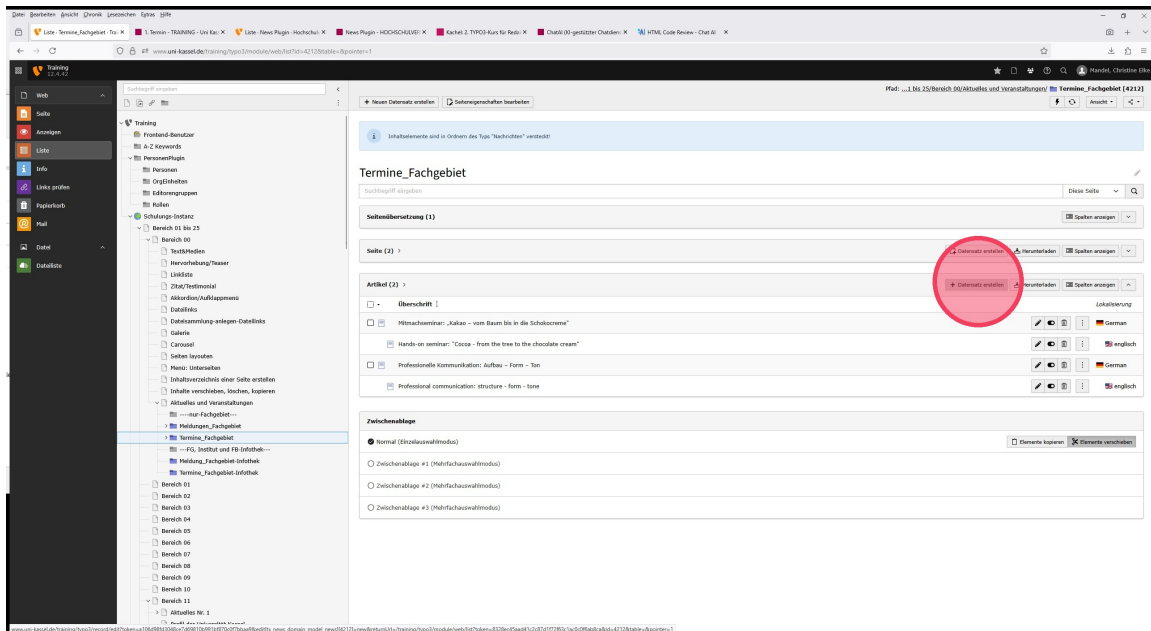 Datei Bearbeiten Ansicht Chronik Lesezeichen Extras Hilfe
Liste - Termine_Fachgebiet - Tra
1. Termin - TRAINING - Uni Kas
Liste - News Plugin - Hochschul
News Plugin - HOCHSCHULVE
Kachel: 2. TYPO3-Kurs für Redak
ChatAI (KI-gestützter Chatdien
HTML Code Review - Chat AI
www.uni-kassel.de/training/typo3/module/web/list?id=4212&table=&pointer=1
Training
12.4.42
Mandel, Christine Elke
Web
Seite
Anzeigen
Liste
Info
Links prüfen
Papierkorb
Mail
Datei
Dateiliste
Suchbegriff eingeben
Training
Frontend-Benutzer
A-Z Keywords
PersonenPlugin
Personen
OrgEinheiten
Editorengruppen
Rollen
Schulungs-Instanz
Bereich 01 bis 25
Bereich 00
Text&Medien
Hervorhebung/Teaser
Linkliste
Zitat/Testimonial
Akkordion/Aufklappmenü
Dateilinks
Dateisammlung-anlegen-Dateilinks
Galerie
Carousel
Seiten layouten
Menü: Unterseiten
Inhaltsverzeichnis einer Seite erstellen
Inhalte verschieben, löschen, kopieren
Aktuelles und Veranstaltungen
----nur-Fachgebiet---
Meldungen_Fachgebiet
Termine_Fachgebiet
---FG, Institut und FB-Infothek---
Meldung_Fachgebiet-Infothek
Termine_Fachgebiet-Infothek
Bereich 01
Bereich 02
Bereich 03
Bereich 04
Bereich 05
Bereich 06
Bereich 07
Bereich 08
Bereich 09
Bereich 10
Bereich 11
Aktuelles Nr. 1
Pfad: ...1 bis 25/Bereich 00/Aktuelles und Veranstaltungen/ Termine_Fachgebiet [4212]
+ Neuen Datensatz erstellen Seiteneigenschaften bearbeiten
Ansicht
Inhaltselemente sind in Ordnern des Typs "Nachrichten" versteckt!
Termine_Fachgebiet
Suchbegriff eingeben
Diese Seite
Seitenübersetzung (1)
Spalten anzeigen
Seite (2) >
Datensatz erstellen Herunterladen Spalten anzeigen
Artikel (2) >
+ Datensatz erstellen Herunterladen Spalten anzeigen
Überschrift
Lokalisierung
Mitmachseminar: „Kakao – vom Baum bis in die Schokocreme“
German
Hands-on seminar: "Cocoa - from the tree to the chocolate cream"
englisch
Professionelle Kommunikation: Aufbau – Form – Ton
German
Professional communication: structure - form - tone
englisch
Zwischenablage
Normal (Einzelauswahlmodus)
Elemente kopieren Elemente verschieben
Zwischenablage #1 (Mehrfachauswahlmodus)
Zwischenablage #2 (Mehrfachauswahlmodus)
Zwischenablage #3 (Mehrfachauswahlmodus)